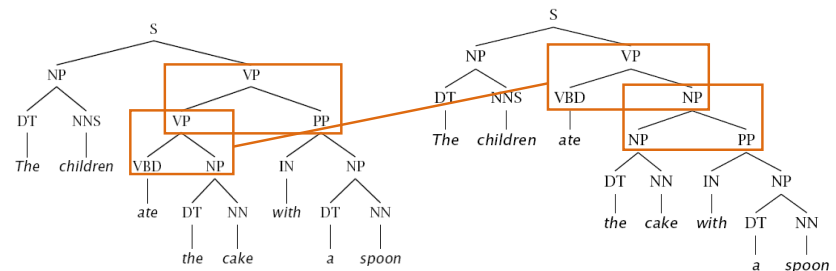 S
NP VP
DT NNS VP PP
The children VBD NP IN NP
ate DT NN with DT NN
the cake a spoon
S
NP VP
DT NNS VBD NP
The children ate NP PP
DT NN IN NP
the cake with DT NN
a spoon